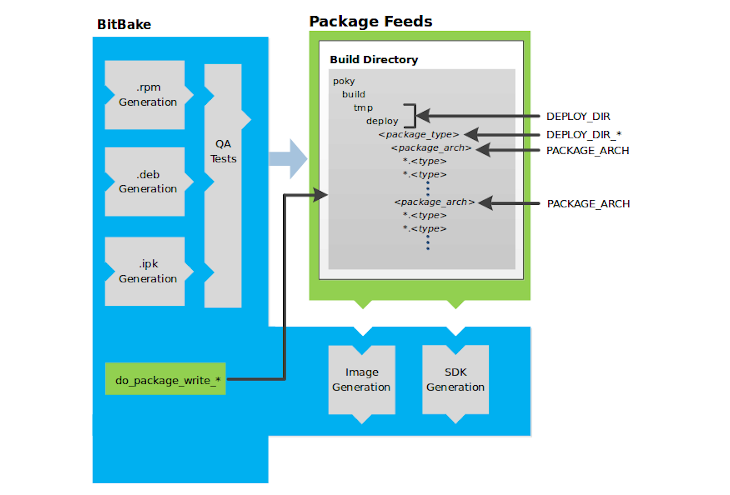 BitBake
.rpm
Generation
.deb
Generation
.ipk
Generation
QA
Tests
do_package_write_*
Package Feeds
Build Directory
poky
build
tmp
deploy
<package_type>
<package_arch>
*.<type>
*.<type>
<package_arch>
*.<type>
*.<type>
DEPLOY_DIR
DEPLOY_DIR_*
PACKAGE_ARCH
PACKAGE_ARCH
Image
Generation
SDK
Generation